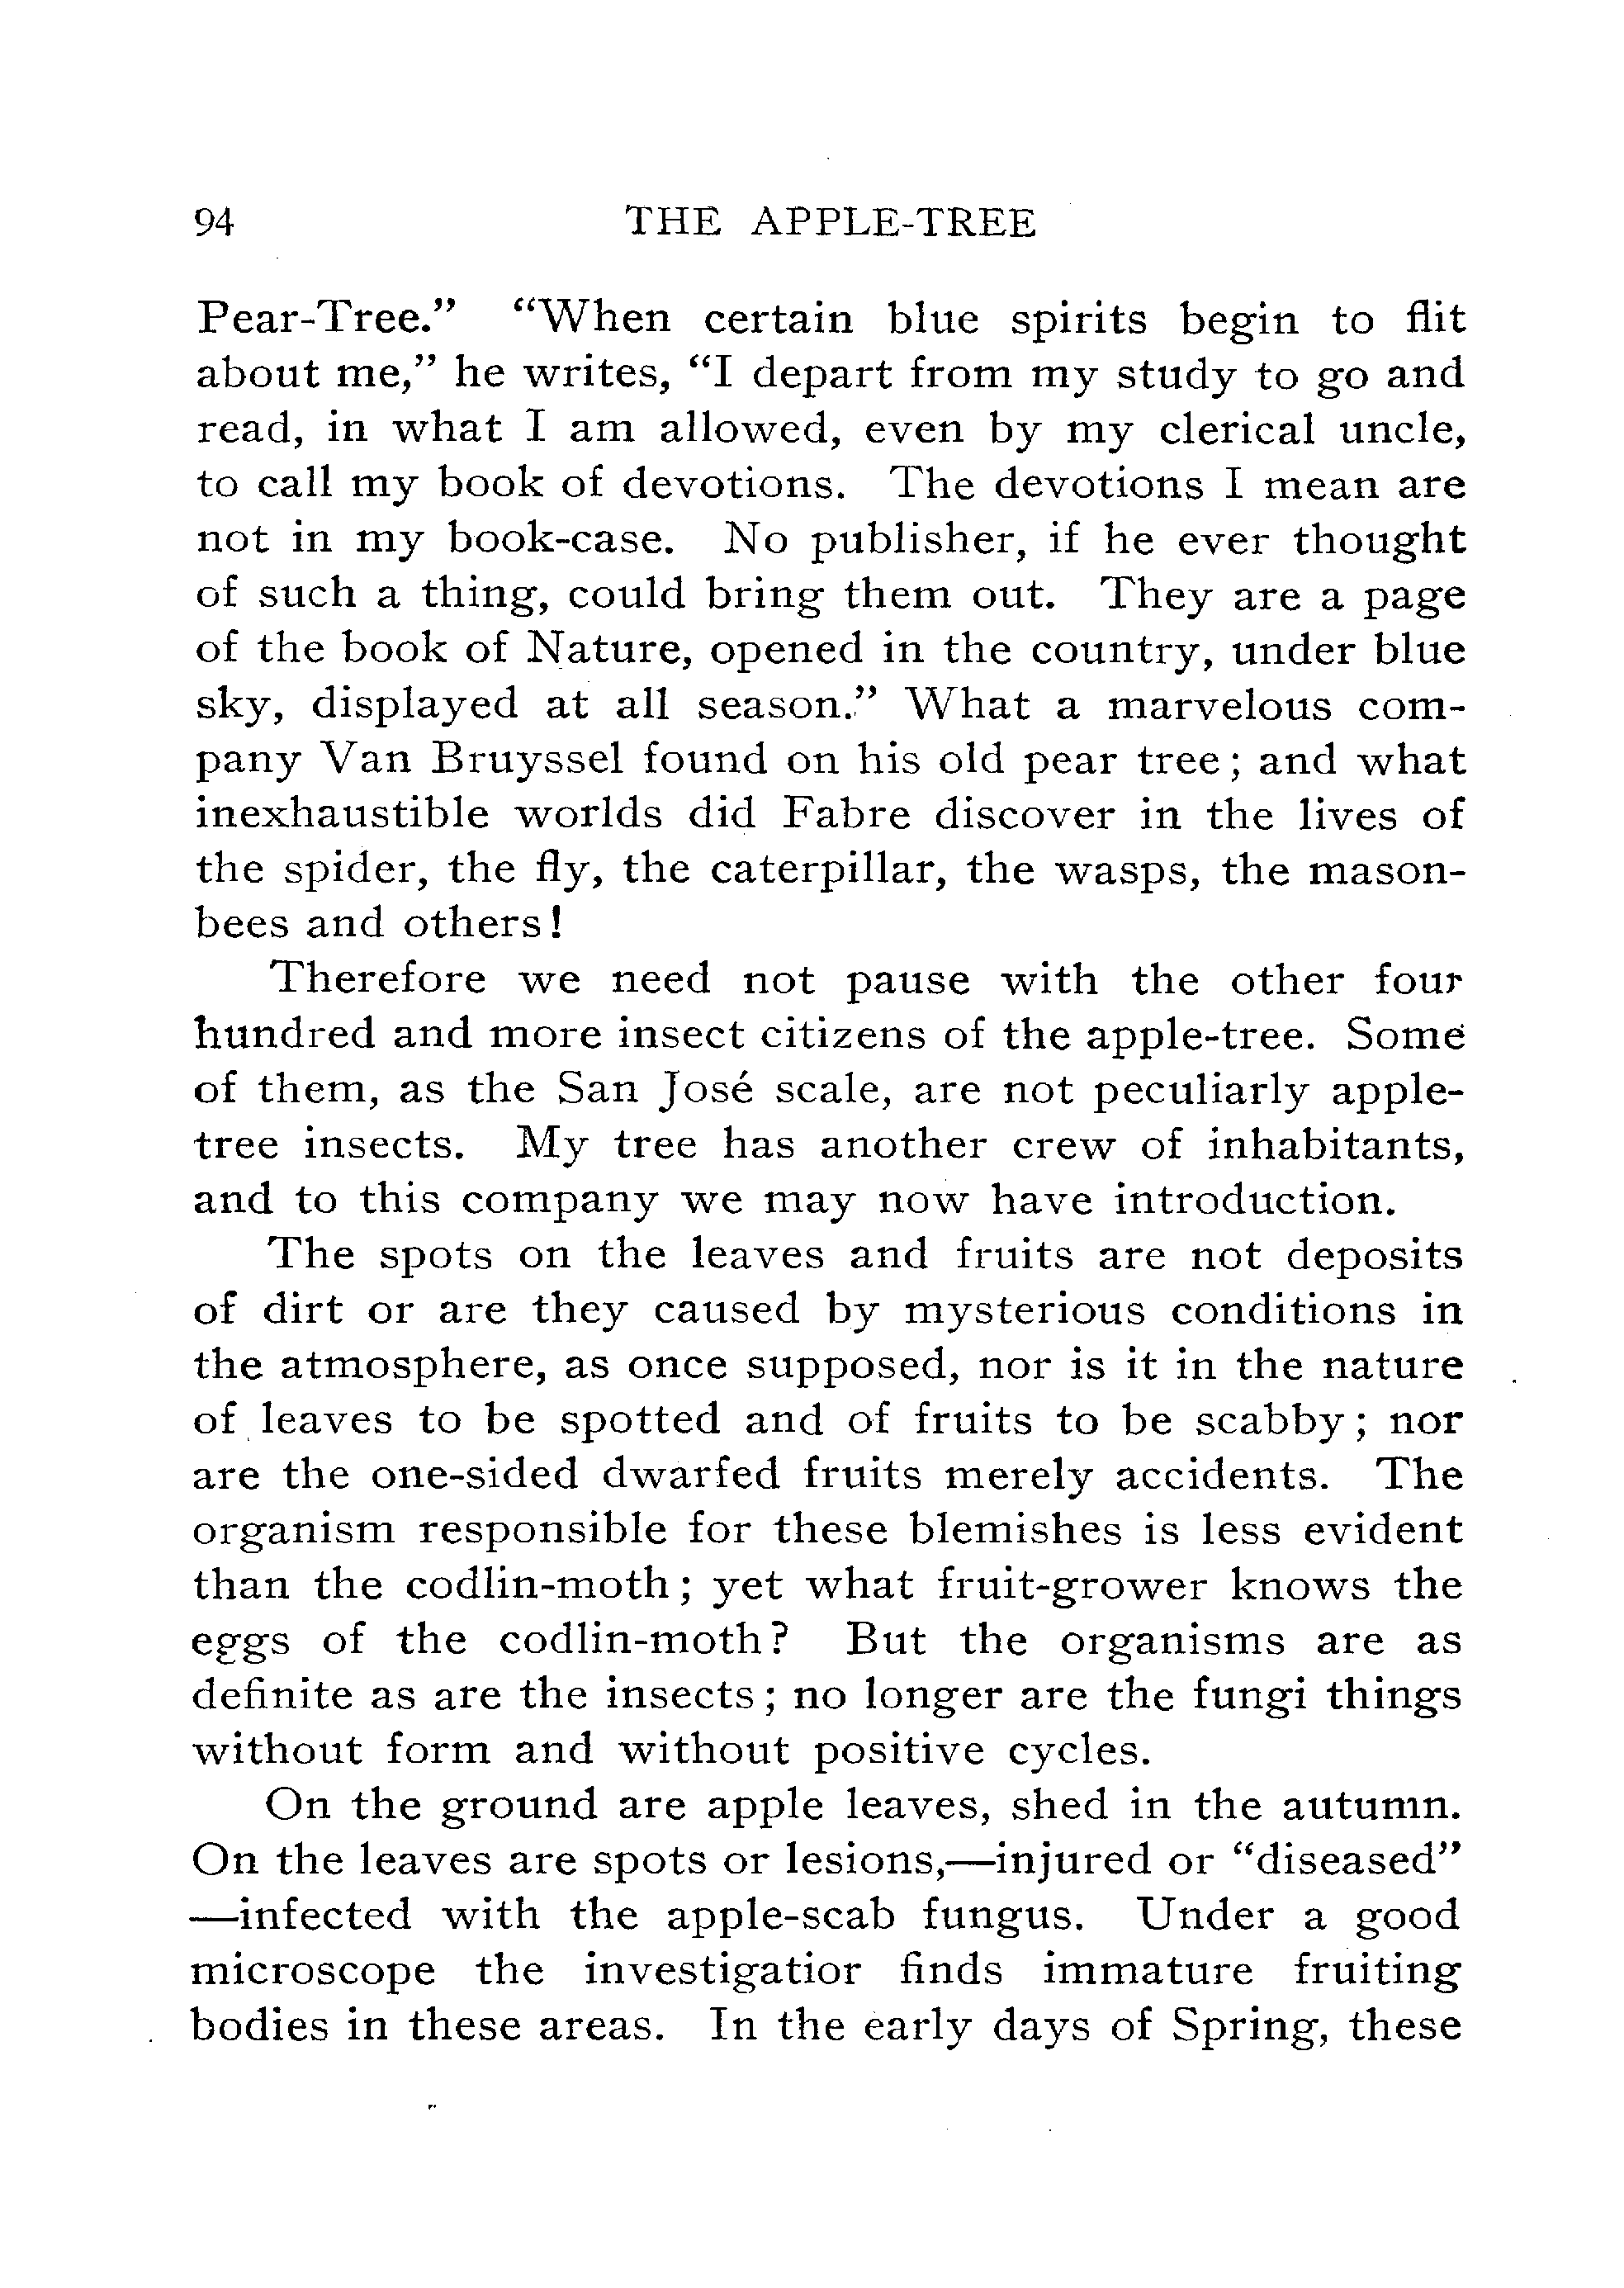 94 THE APPLE-TREE
Pear-Tree.” “When certain blue spirits begin to flit
about me,” he writes, “I depart from my study to go and
read, in what I am allowed, even by my clerical uncle,
to call my book of devotions. The devotions I mean are
not in my book-case. No publisher, if he ever thought
of such a thing, could bring them out. They are a page
of the book of Nature, opened in the country, under blue
sky, displayed at all season.” What a marvelous com-
pany Van Bruyssel found on his old pear tree; and what
inexhaustible worlds did Fabre discover in the lives of
the spider, the fly, the caterpillar, the wasps, the mason-
bees and others!
Therefore we need not pause with the other four
hundred and more insect citizens of the apple-tree. Some
of them, as the San José scale, are not peculiarly apple-
tree insects. My tree has another crew of inhabitants,
and to this company we may now have introduction.
The spots on the leaves and fruits are not deposits
of dirt or are they caused by mysterious conditions in
the atmosphere, as once supposed, nor is it in the nature
of leaves to be spotted and of fruits to be scabby; nor
are the one-sided dwarfed fruits merely accidents. The
organism responsible for these blemishes is less evident
than the codlin-moth; yet what fruit-grower knows the
eggs of the codlin-moth? But the organisms are as
definite as are the insects; no longer are the fungi things
without form and without positive cycles.
On the ground are apple leaves, shed in the autumn.
On the leaves are spots or lesions,—injured or “diseased”
—infected with the apple-scab fungus. Under a good
microscope the investigatior finds immature fruiting
bodies in these areas. In the early days of Spring, these